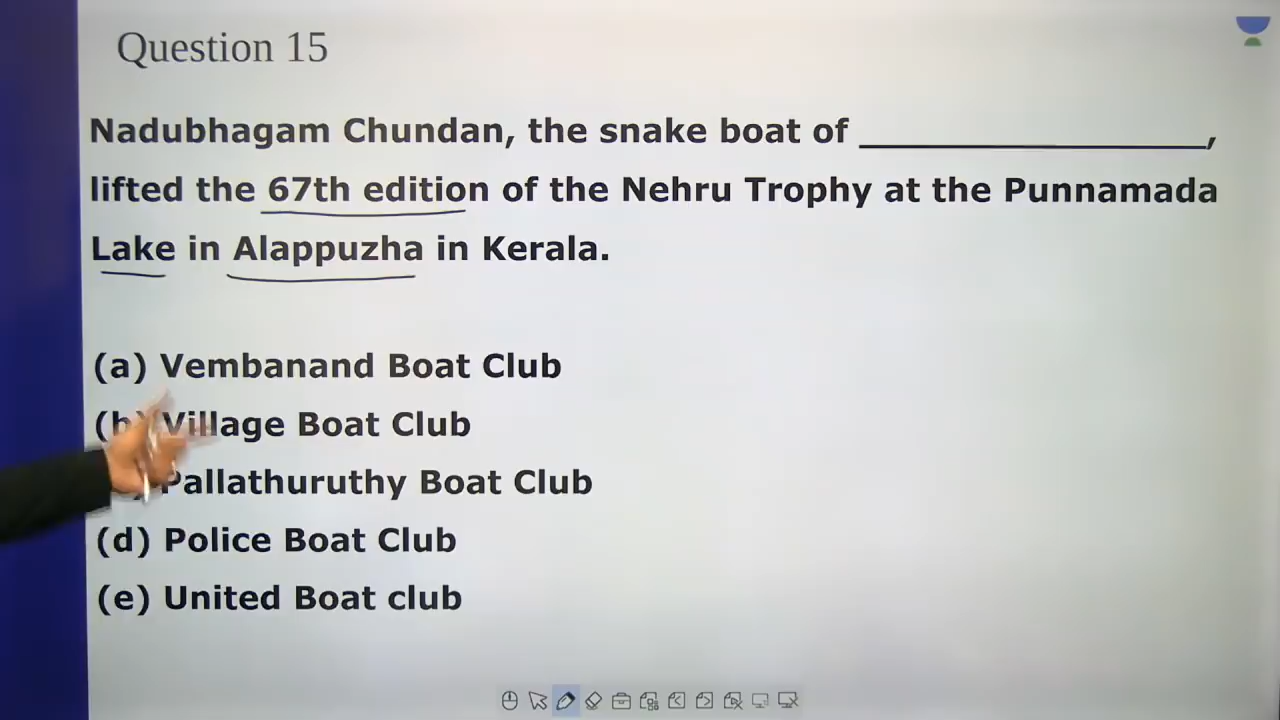 Question 15
Nadubhagam Chundan, the snake boat of ____________________,
lifted the 67th edition of the Nehru Trophy at the Punnamada
Lake in Alappuzha in Kerala.
(a) Vembanand Boat Club
(b) Village Boat Club
Pallathuruthy Boat Club
(d) Police Boat Club
(e) United Boat club